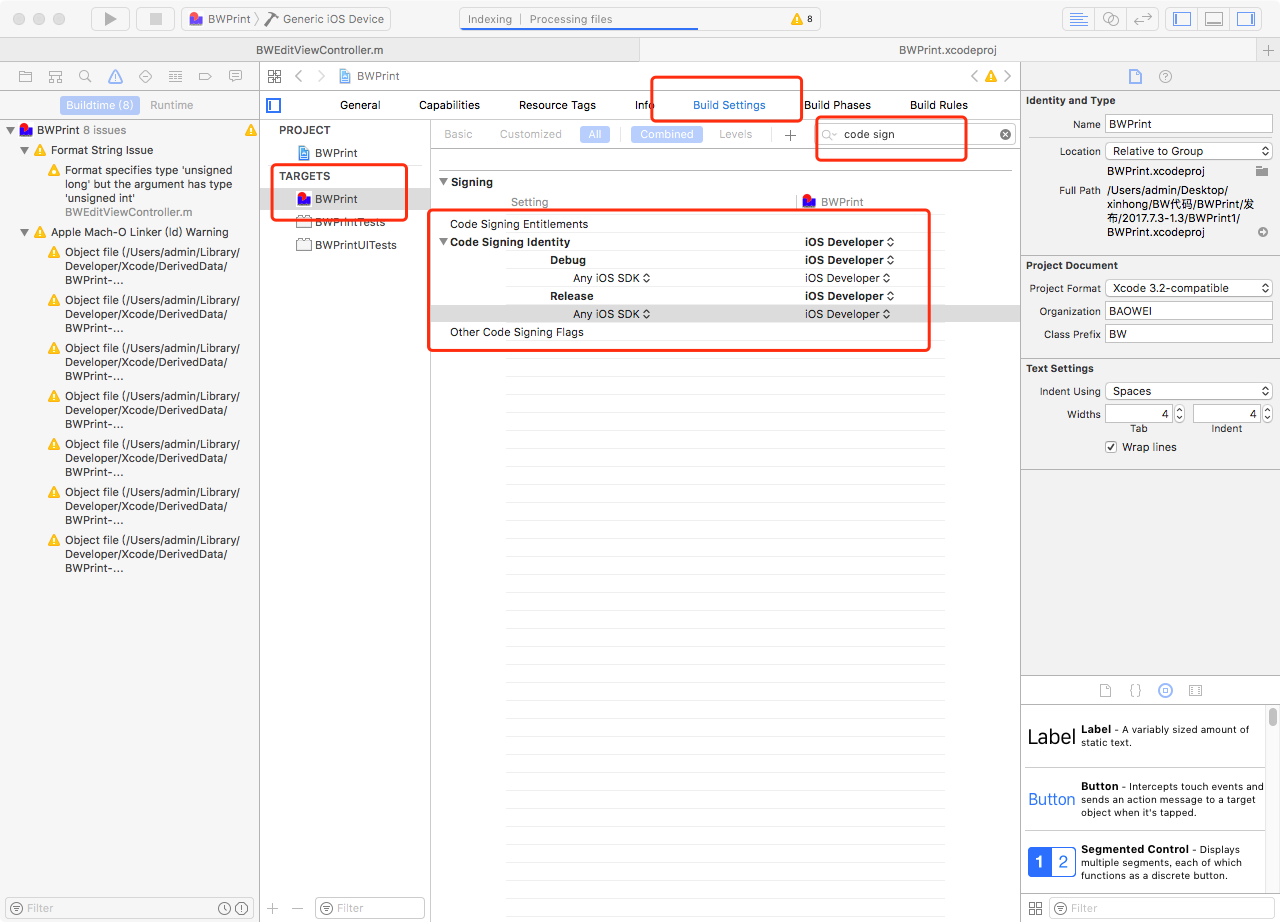 BWPrint
Generic iOS Device
Indexing
Processing files
8
BWEditViewController.m
BWPrint.xcodeproj
BWPrint
Buildtime (8)
Runtime
BWPrint 8 issues
Format String Issue
Format specifies type 'unsigned
long' but the argument has type
'unsigned int'
BWEditViewController.m
Apple Mach-O Linker (ld) Warning
Object file (/Users/admin/Library/
Developer/Xcode/DerivedData/
BWPrint-...
Object file (/Users/admin/Library/
Developer/Xcode/DerivedData/
BWPrint-...
Object file (/Users/admin/Library/
Developer/Xcode/DerivedData/
BWPrint-...
Object file (/Users/admin/Library/
Developer/Xcode/DerivedData/
BWPrint-...
Object file (/Users/admin/Library/
Developer/Xcode/DerivedData/
BWPrint-...
Object file (/Users/admin/Library/
Developer/Xcode/DerivedData/
BWPrint-...
Object file (/Users/admin/Library/
Developer/Xcode/DerivedData/
BWPrint-...
Filter
General
Capabilities
Resource Tags
Info
Build Settings
Build Phases
Build Rules
PROJECT
BWPrint
TARGETS
BWPrint
BWPrintTests
BWPrintUITests
Filter
Basic
Customized
All
Combined
Levels
code sign
Signing
Setting
BWPrint
Code Signing Entitlements
Code Signing Identity
iOS Developer
Debug
iOS Developer
Any iOS SDK
iOS Developer
Release
iOS Developer
Any iOS SDK
iOS Developer
Other Code Signing Flags
Identity and Type
Name
BWPrint
Location
Relative to Group
BWPrint.xcodeproj
Full Path
/Users/admin/Desktop/
xinhong/BW代码/BWPrint/发
布/2017.7.3-1.3/BWPrint1/
BWPrint.xcodeproj
Project Document
Project Format
Xcode 3.2-compatible
Organization
BAOWEI
Class Prefix
BW
Text Settings
Indent Using
Spaces
Widths
4
4
Tab
Indent
Wrap lines
Label
Label - A variably sized amount of
static text.
Button
Button - Intercepts touch events and
sends an action message to a target
object when it's tapped.
1 2
Segmented Control - Displays
multiple segments, each of which
functions as a discrete button.
Filter